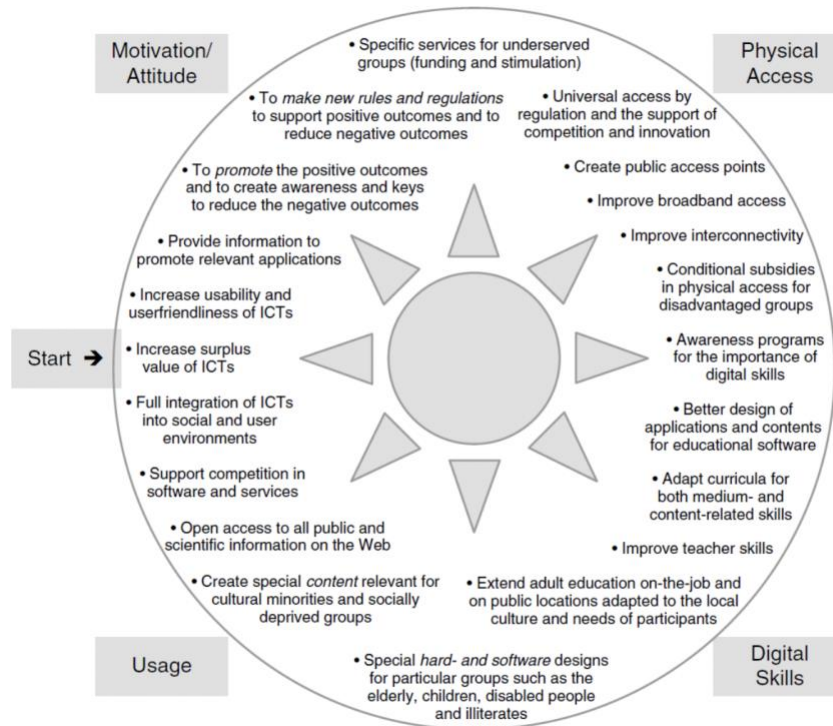 Motivation/
Attitude
Physical
Access
• Specific services for underserved
groups (funding and stimulation)
• To make new rules and regulations
to support positive outcomes and to
reduce negative outcomes
• To promote the positive outcomes
and to create awareness and keys
to reduce the negative outcomes
• Provide information to
promote relevant applications
• Increase usability and
userfriendliness of ICTs
Start ➔
• Increase surplus
value of ICTs
• Full integration of ICTs
into social and user
environments
• Support competition in
software and services
• Open access to all public and
scientific information on the Web
• Create special content relevant for
cultural minorities and socially
deprived groups
• Universal access by
regulation and the support of
competition and innovation
• Create public access points
• Improve broadband access
• Improve interconnectivity
• Conditional subsidies
in physical access for
disadvantaged groups
• Awareness programs
for the importance of
digital skills
• Better design of
applications and contents
for educational software
• Adapt curricula for
both medium- and
content-related skills
• Improve teacher skills
• Extend adult education on-the-job and
on public locations adapted to the local
culture and needs of participants
• Special hard- and software designs
for particular groups such as the
elderly, children, disabled people
and illiterates
Usage
Digital
Skills